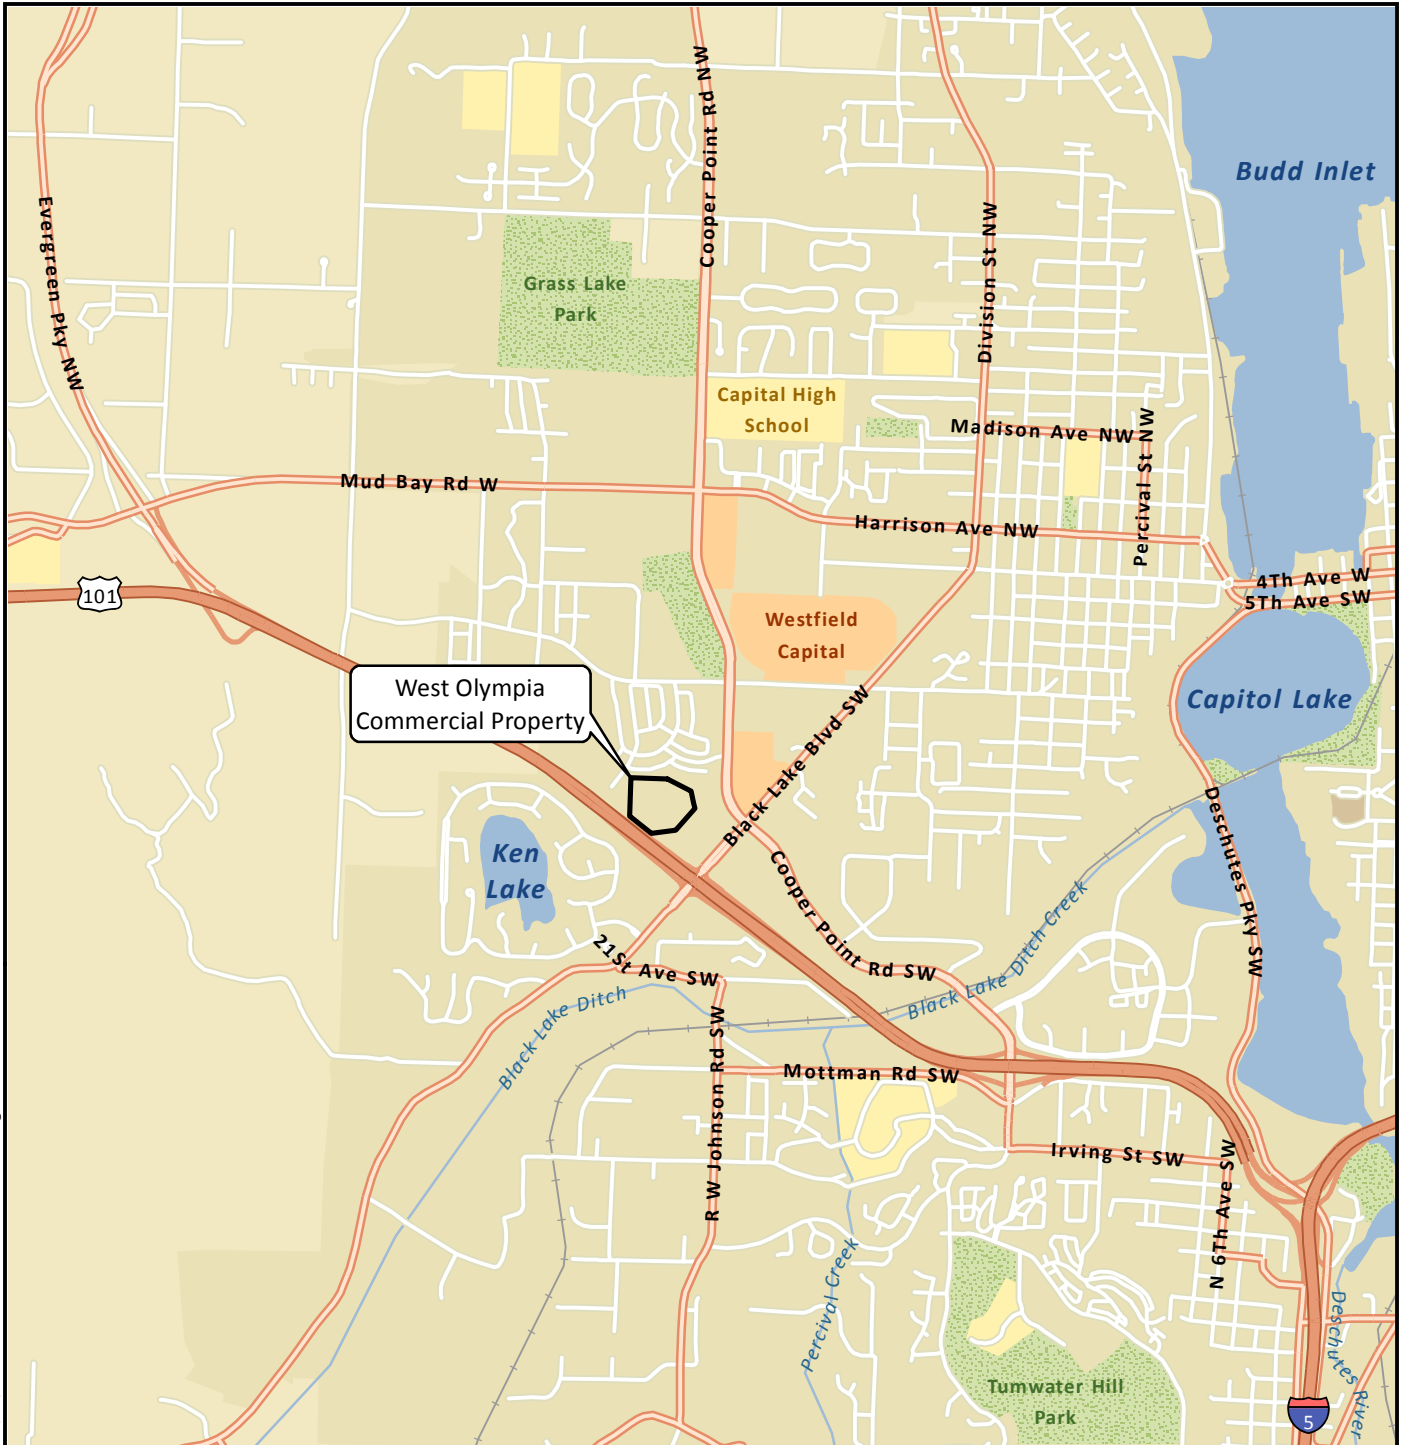 Cooper Point Rd NW
Budd Inlet
Evergreen Pky NW
Division St NW
Grass Lake
Park
Capital High
School
Madison Ave NW
Percival St NW
Mud Bay Rd W
Harrison Ave NW
101
4Th Ave W
5Th Ave SW
Westfield
Capital
West Olympia
Commercial Property
Capitol Lake
Black Lake Blvd SW
Ken
Lake
Deschutes Pky SW
Cooper Point Rd SW
21St Ave SW
Black Lake Ditch
Black Lake Ditch Creek
R W Johnson Rd SW
Mottman Rd SW
Irving St SW
N 6Th Ave SW
Percival Creek
Deschutes River
Tumwater Hill
Park
5